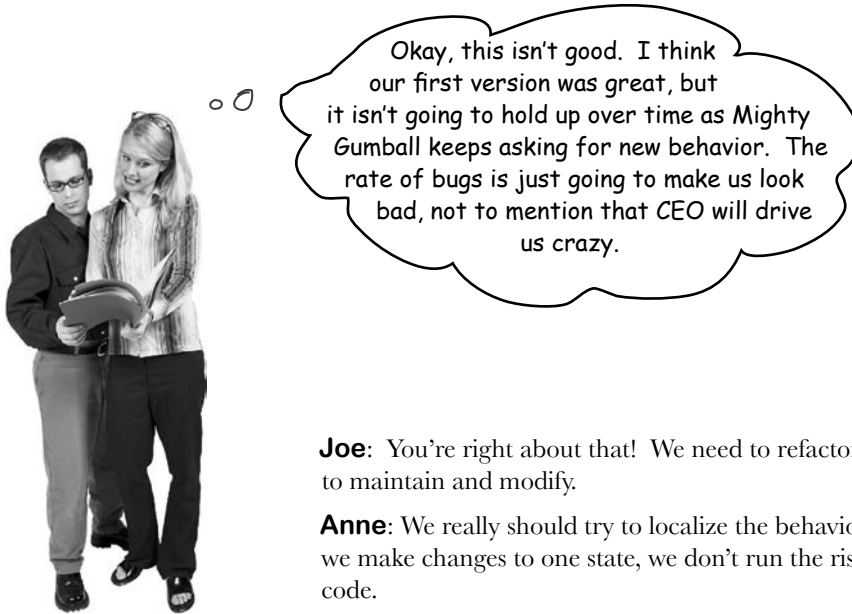 Okay, this isn't good. I think
our first version was great, but
it isn't going to hold up over time as Mighty
Gumball keeps asking for new behavior. The
rate of bugs is just going to make us look
bad, not to mention that CEO will drive
us crazy.
Joe: You're right about that! We need to refactor
to maintain and modify.
Anne: We really should try to localize the behavio
we make changes to one state, we don't run the ris
code.